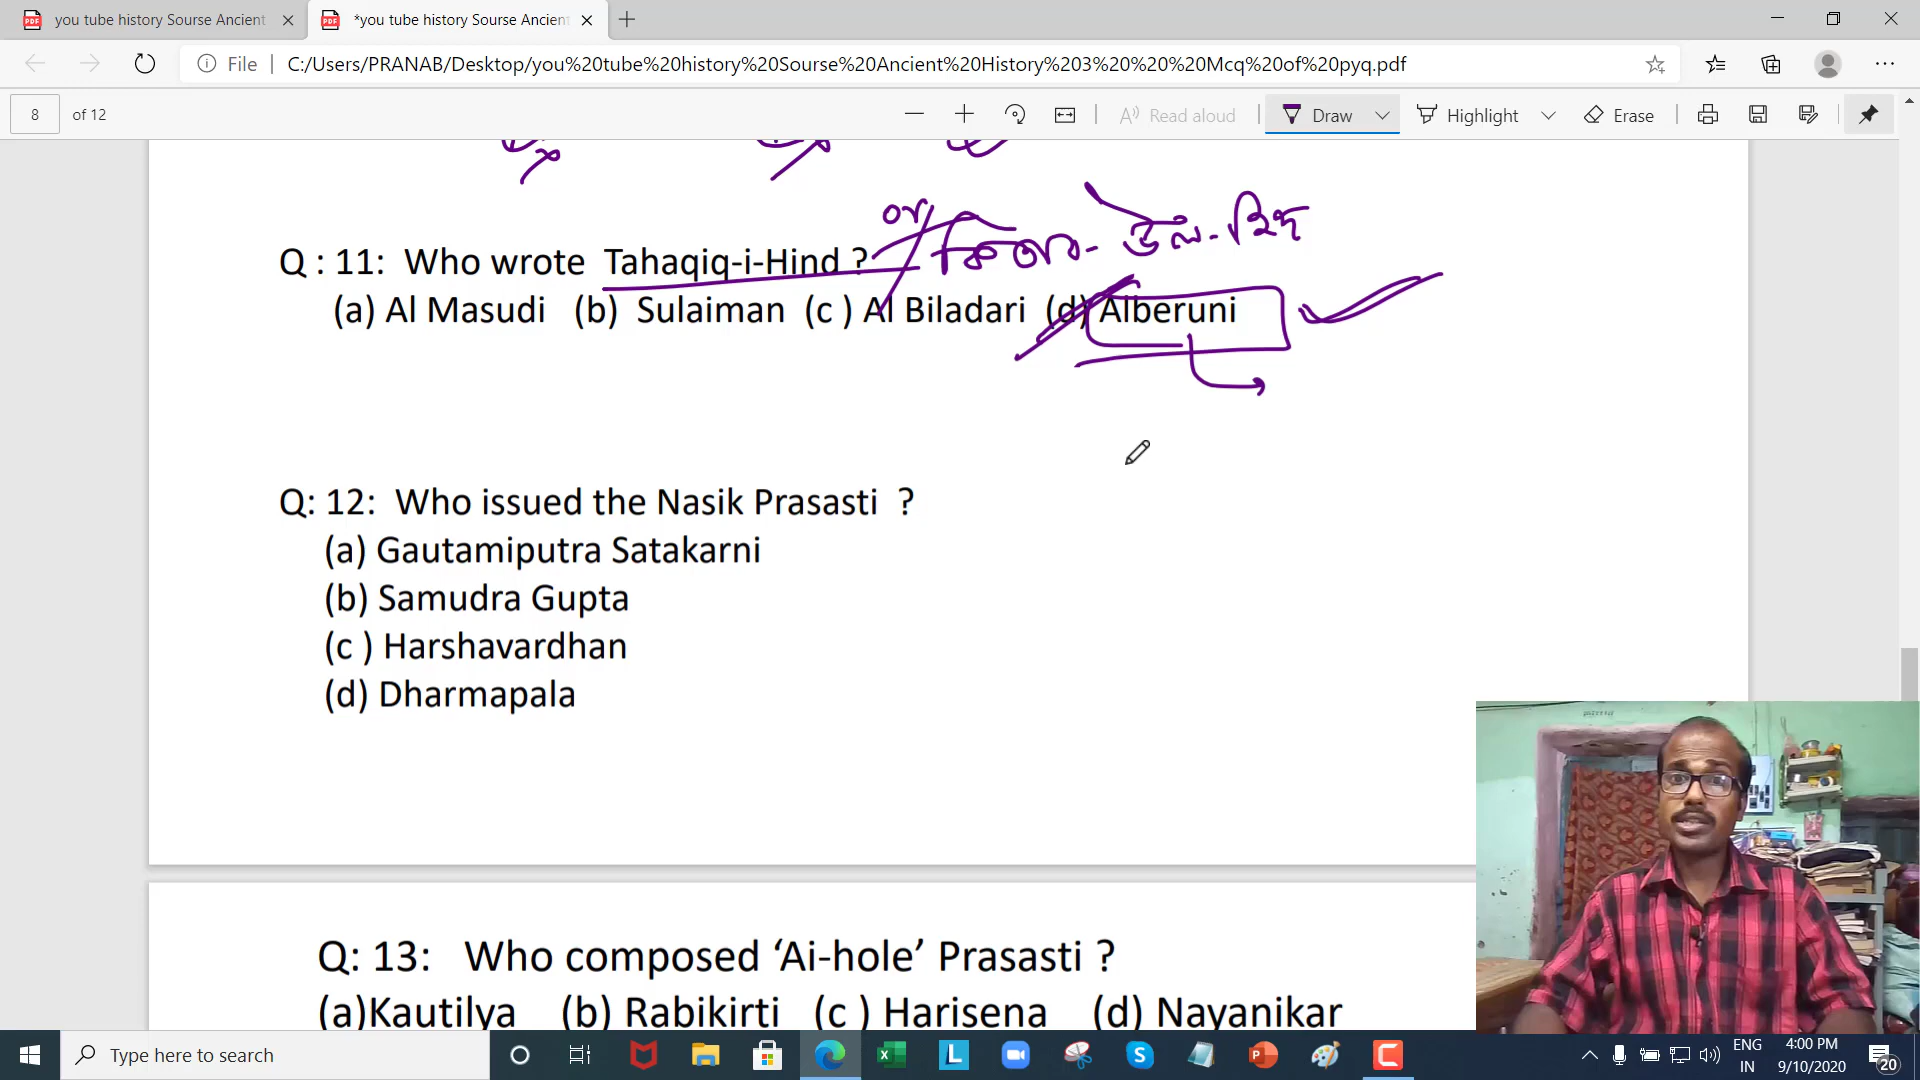 you tube history Sourse Ancient
*you tube history Sourse Ancien
File
C:/Users/PRANAB/Desktop/you%20tube%20history%20Sourse%20Ancient%20History%203%20%20%20Mcq%20of%20pyq.pdf
8 of 12
Read aloud
Draw
Highlight
Erase
or
কিতাব-উল-হিন্দ
Q : 11: Who wrote Tahaqiq-i-Hind ?
(a) Al Masudi (b) Sulaiman (c ) Al Biladari (d) Alberuni
Q: 12: Who issued the Nasik Prasasti ?
(a) Gautamiputra Satakarni
(b) Samudra Gupta
(c ) Harshavardhan
(d) Dharmapala
Q: 13: Who composed ‘Ai-hole’ Prasasti ?
(a)Kautilya (b) Rabikirti (c ) Harisena (d) Nayanikar
Type here to search
ENG
IN
4:00 PM
9/10/2020
20